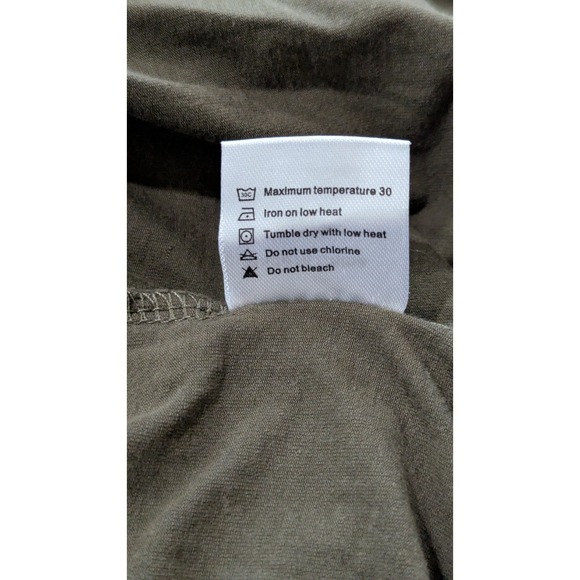 30C Maximum temperature 30
Iron on low heat
Tumble dry with low heat
Do not use chlorine
Do not bleach